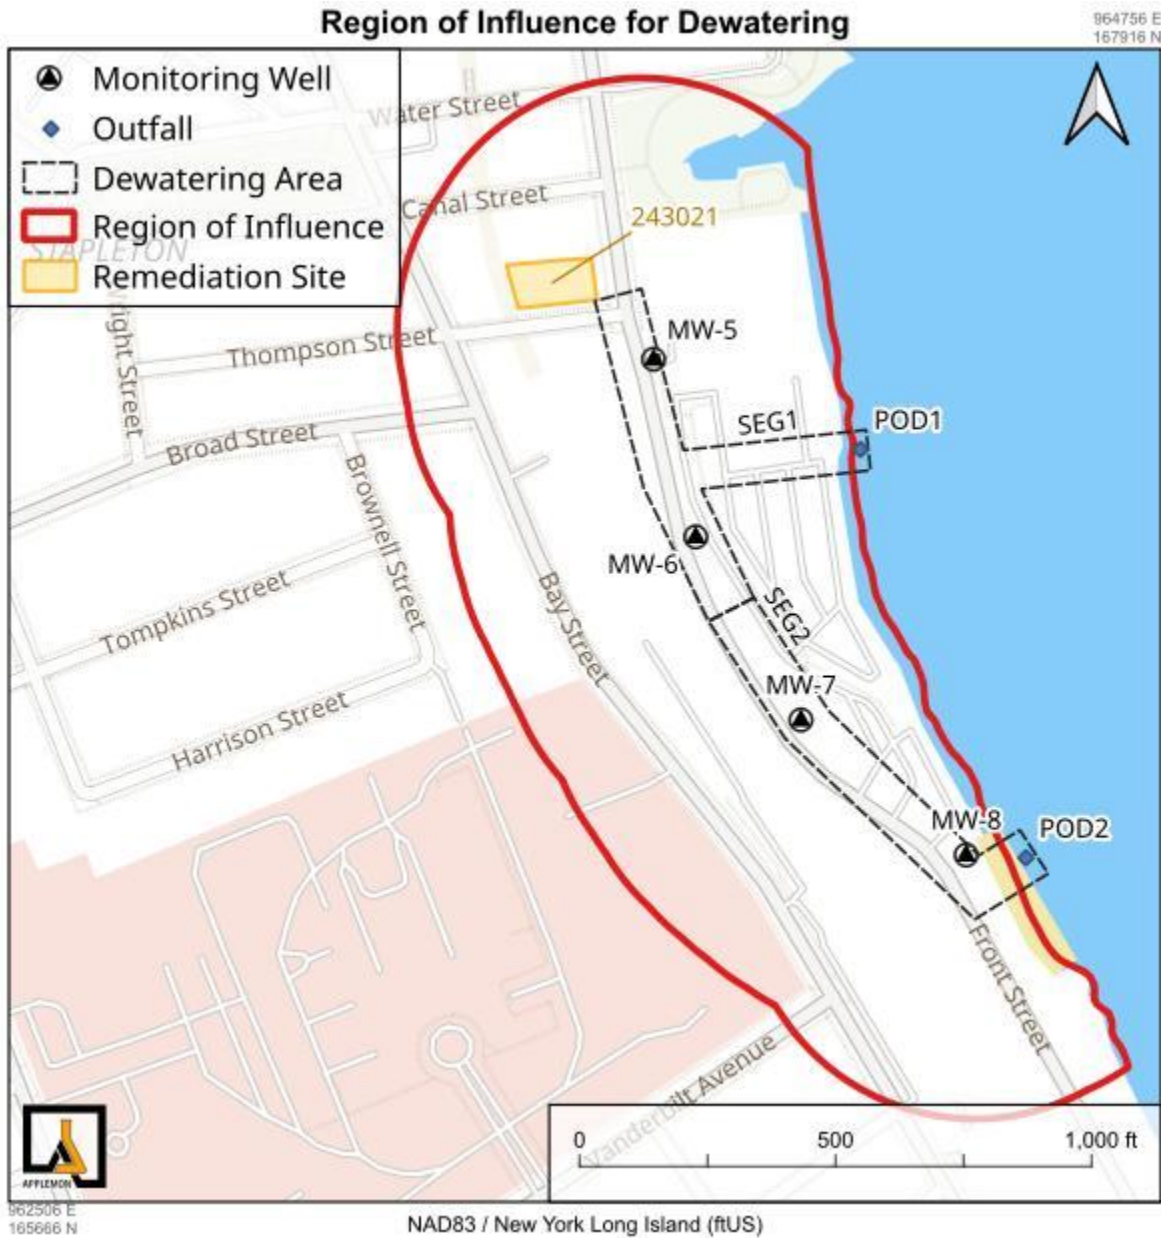 Region of Influence for Dewatering
964756 E
167916 N
Monitoring Well
Outfall
Dewatering Area
Region of Influence
Remediation Site
STAPLETON
Water Street
Canal Street
243021
Wright Street
Thompson Street
MW-5
Broad Street
SEG1
POD1
Brownell Street
MW-6
Bay Street
Tompkins Street
SEG2
MW-7
Harrison Street
MW-8
POD2
Front Street
Vanderbilt Avenue
0
500
1,000 ft
APPLEMON
962506 E
165666 N
NAD83 / New York Long Island (ftUS)